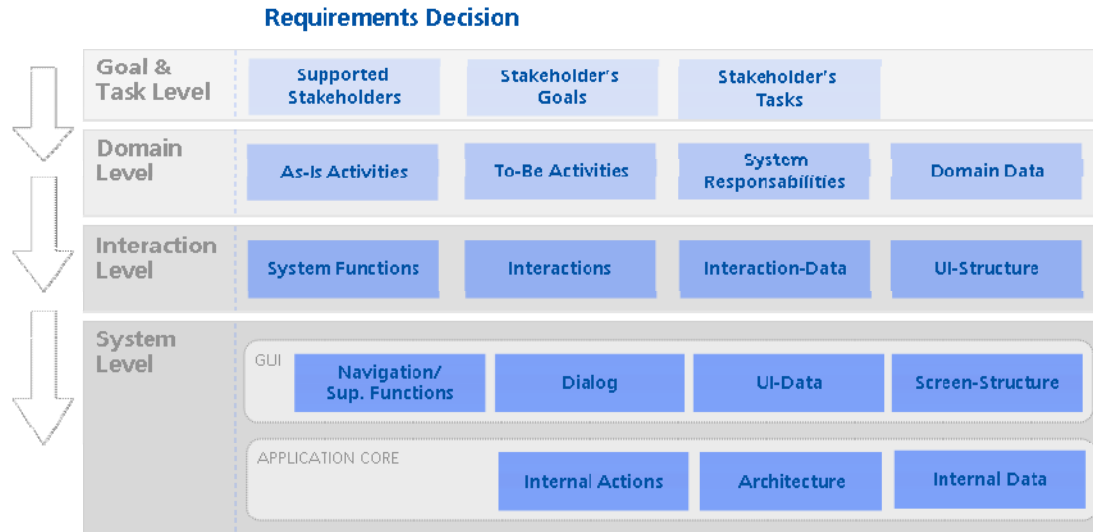 Requirements Decision
Goal &
Task Level
Supported
Stakeholders
Stakeholder's
Goals
Stakeholder's
Tasks
Domain
Level
As-Is Activities
To-Be Activities
System
Responsabilities
Domain Data
Interaction
Level
System Functions
Interactions
Interaction-Data
UI-Structure
System
Level
GUI
Navigation/
Sup. Functions
Dialog
UI-Data
Screen-Structure
APPLICATION CORE
Internal Actions
Architecture
Internal Data